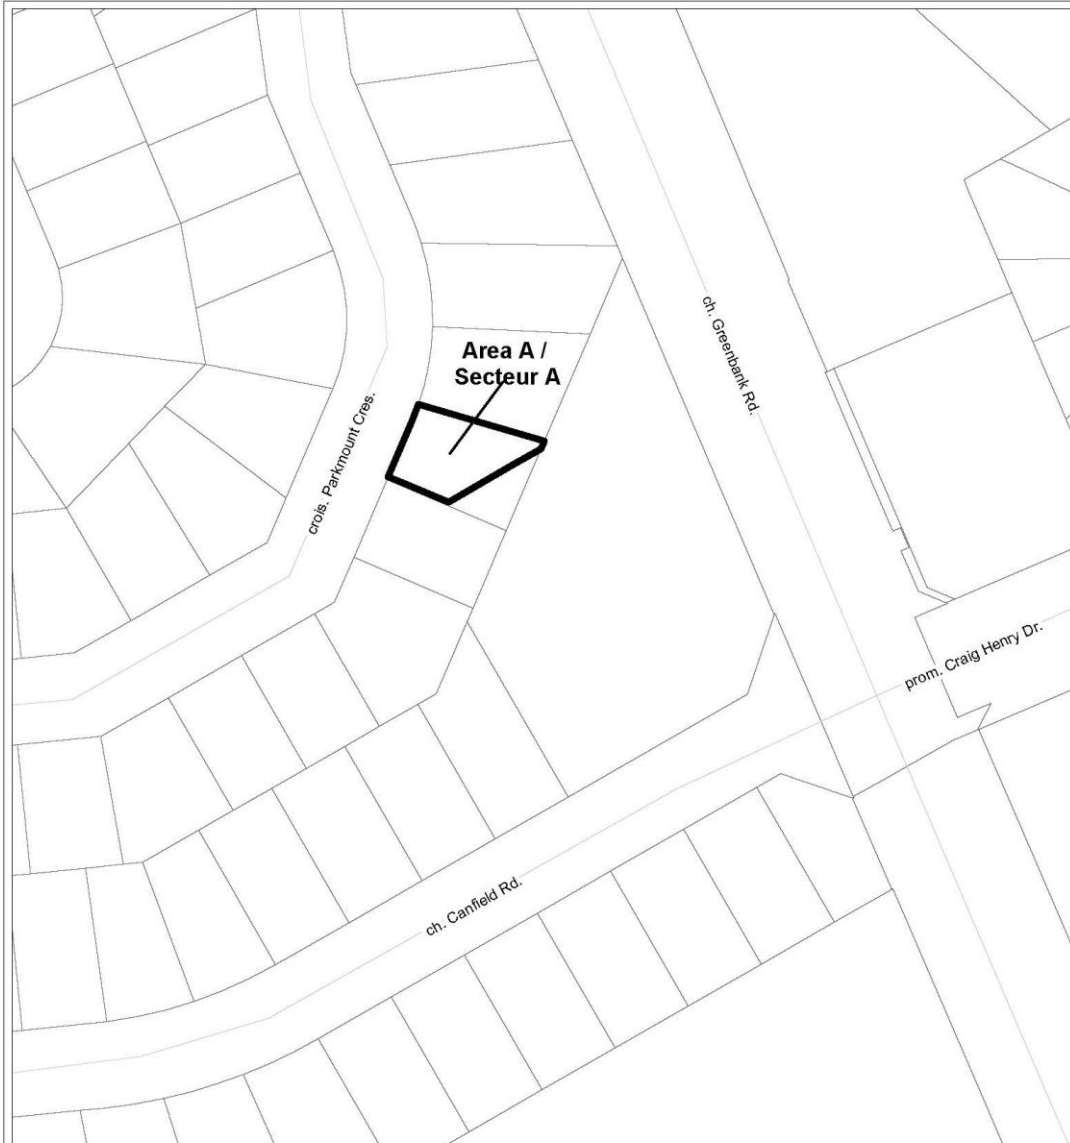 ch. Greenbank Rd.
Area A /
Secteur A
crois. Parkmount Cres.
prom. Craig Henry Dr.
ch. Canfield Rd.